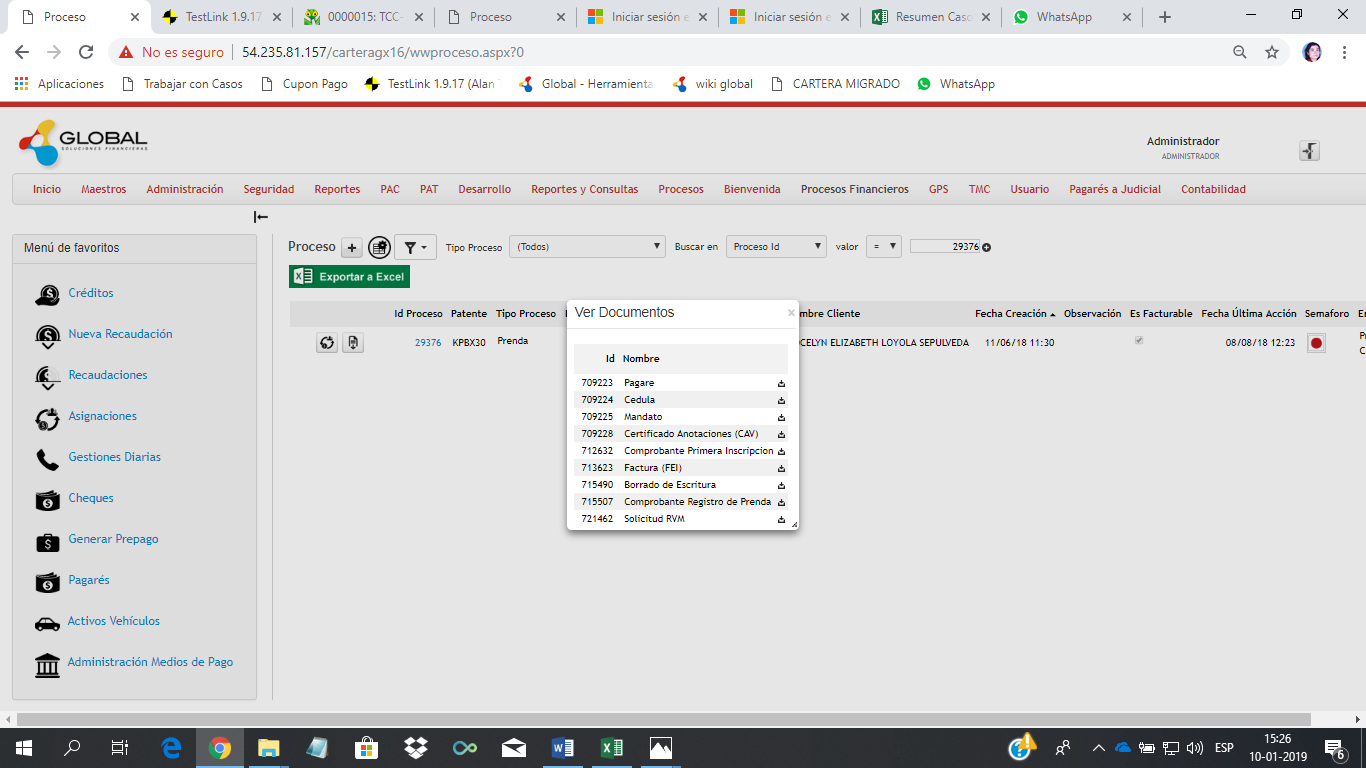 Proceso
TestLink 1.9.17
0000015: TCC-
Proceso
Iniciar sesión e
Iniciar sesión e
Resumen Caso
WhatsApp
No es seguro
54.235.81.157/carteragx16/wwproceso.aspx?0
Aplicaciones
Trabajar con Casos
Cupon Pago
TestLink 1.9.17 (Alan
Global - Herramienta
wiki global
CARTERA MIGRADO
WhatsApp
GLOBAL
SOLUCIONES FINANCIERAS
Administrador
ADMINISTRADOR
Inicio Maestros Administración Seguridad Reportes PAC PAT Desarrollo Reportes y Consultas Procesos Bienvenida Procesos Financieros GPS TMC Usuario Pagarés a Judicial Contabilidad
Menú de favoritos
Créditos
Nueva Recaudación
Recaudaciones
Asignaciones
Gestiones Diarias
Cheques
Generar Prepago
Pagarés
Activos Vehículos
Administración Medios de Pago
Proceso
Tipo Proceso (Todos) Buscar en Proceso Id valor = 29376
Exportar a Excel
Id Proceso Patente Tipo Proceso mbre Cliente Fecha Creación Observación Es Facturable Fecha Última Acción Semaforo
29376 KPBX30 Prenda OCELYN ELIZABETH LOYOLA SEPULVEDA 11/06/18 11:30 08/08/18 12:23
Ver Documentos ×
Id Nombre
709223 Pagare
709224 Cedula
709225 Mandato
709228 Certificado Anotaciones (CAV)
712632 Comprobante Primera Inscripcion
713623 Factura (FEI)
715490 Borrado de Escritura
715507 Comprobante Registro de Prenda
721462 Solicitud RVM
ESP
15:26
10-01-2019
6